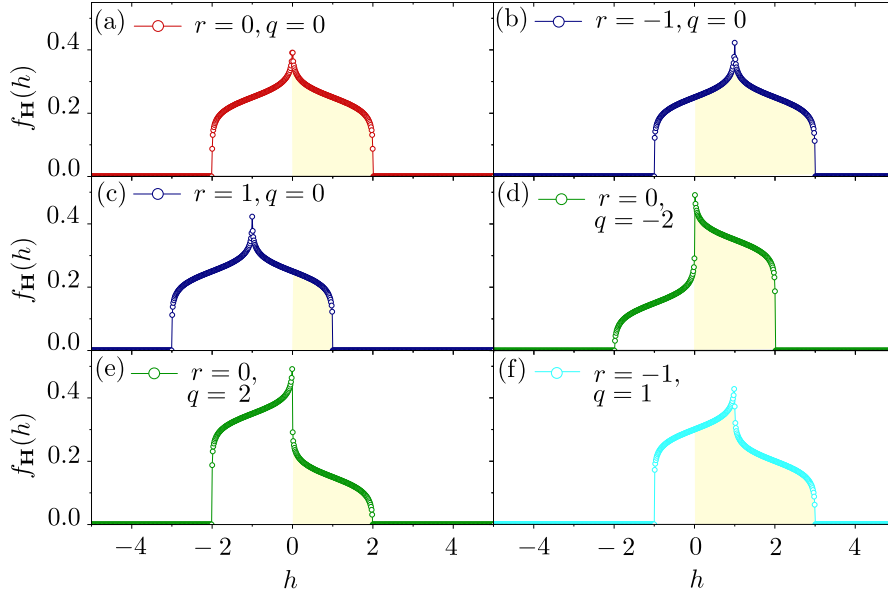 (a) r = 0, q = 0
(b) r = −1, q = 0
0.4
0.2
0.0
f_H(h)
(c) r = 1, q = 0
(d) r = 0,
q = −2
0.4
0.2
0.0
f_H(h)
(e) r = 0,
q = 2
(f) r = −1,
q = 1
0.4
0.2
0.0
f_H(h)
−4 −2 0 2 4
−4 −2 0 2 4
h
h